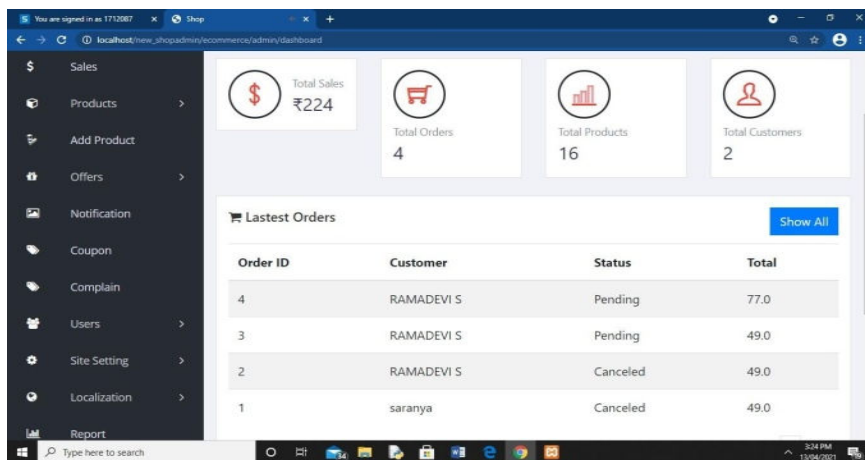 You are signed in as 1712087
Shop
localhost/new_shopadmin/ecommerce/admin/dashboard
Sales
Products
Add Product
Offers
Notification
Coupon
Complain
Users
Site Setting
Localization
Report
Total Sales
₹224
Total Orders
4
Total Products
16
Total Customers
2
Lastest Orders
Show All
Order ID Customer Status Total
4 RAMADEVI S Pending 77.0
3 RAMADEVI S Pending 49.0
2 RAMADEVI S Canceled 49.0
1 saranya Canceled 49.0
Type here to search
3:24 PM
13/04/2021